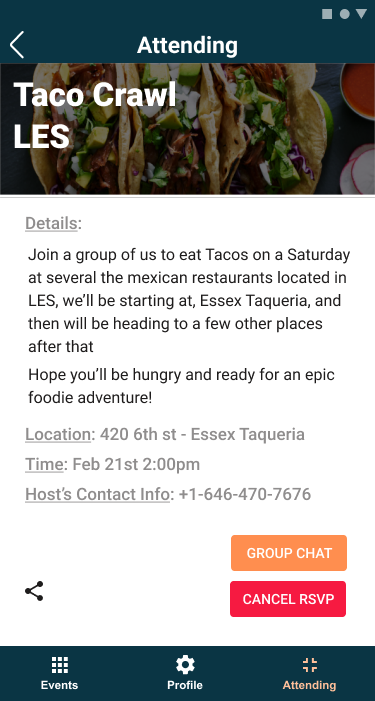 Attending
Taco Crawl
LES
Details:
Join a group of us to eat Tacos on a Saturday
at several the mexican restaurants located in
LES, we’ll be starting at, Essex Taqueria, and
then will be heading to a few other places
after that
Hope you’ll be hungry and ready for an epic
foodie adventure!
Location: 420 6th st - Essex Taqueria
Time: Feb 21st 2:00pm
Host’s Contact Info: +1-646-470-7676
GROUP CHAT
CANCEL RSVP
Events Profile Attending